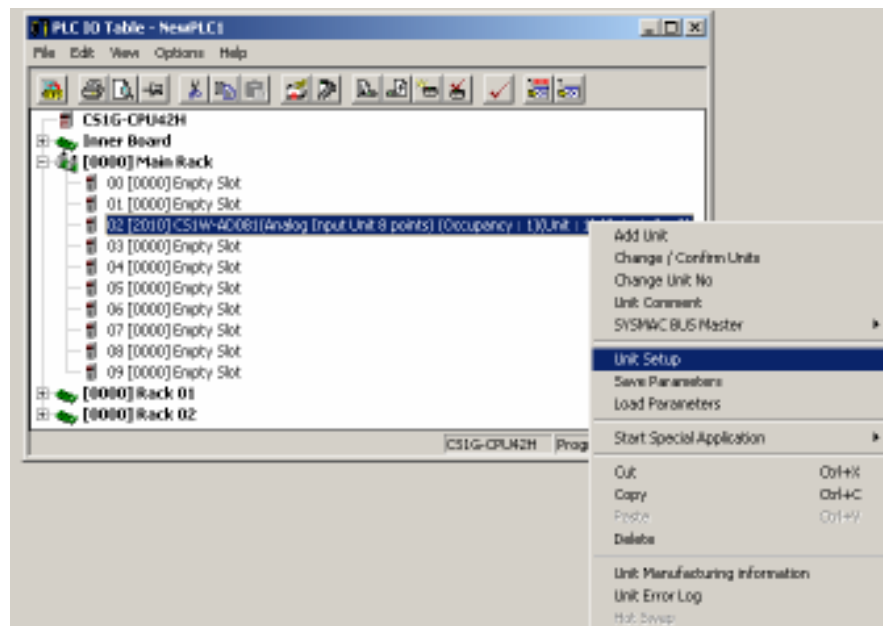 PLC IO Table - NewPLC1
File Edit View Options Help
CS1G-CPU42H
Inner Board
[0000] Main Rack
00 [0000] Empty Slot
01 [0000] Empty Slot
02 [2010] CS1W-AD081(Analog Input Unit 8 points) (Occupancy : 1)(Unit : 1)
03 [0000] Empty Slot
04 [0000] Empty Slot
05 [0000] Empty Slot
06 [0000] Empty Slot
07 [0000] Empty Slot
08 [0000] Empty Slot
09 [0000] Empty Slot
[0000] Rack 01
[0000] Rack 02
CS1G-CPU42H Prog
Add Unit
Change / Confirm Units
Change Unit No
Unit Comment
SYSMAC BUS Master
Unit Setup
Save Parameters
Load Parameters
Start Special Application
Cut Ctrl+X
Copy Ctrl+C
Paste Ctrl+V
Delete
Unit Manufacturing information
Unit Error Log
Hot Swap